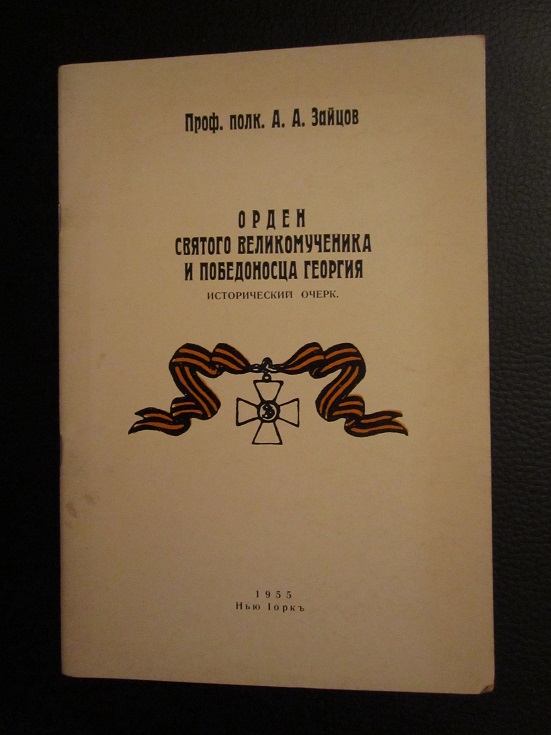 Проф. полк. А. А. Зайцов
ОРДЕН
СВЯТОГО ВЕЛИКОМУЧЕНИКА
И ПОБЕДОНОСЦА ГЕОРГИЯ
ИСТОРИЧЕСКИЙ ОЧЕРК.
1955
Нью Іоркъ